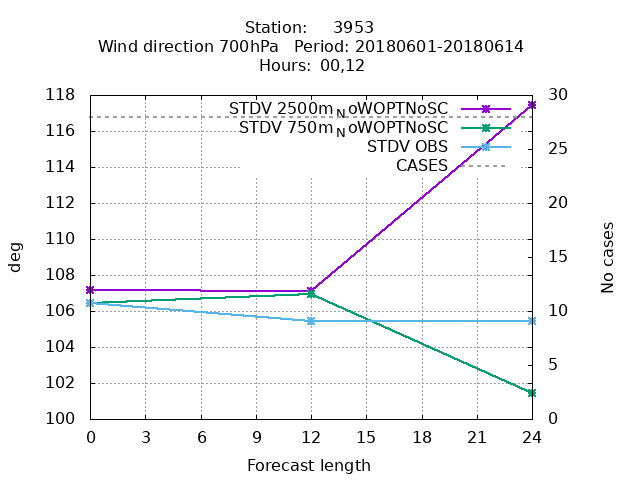 Station: 3953
Wind direction 700hPa Period: 20180601-20180614
Hours: 00,12
118
116
114
112
110
108
106
104
102
100
deg
30
25
20
15
10
5
0
No cases
STDV 2500mNoWOPTNoSC
STDV 750mNoWOPTNoSC
STDV OBS
CASES
0 3 6 9 12 15 18 21 24
Forecast length